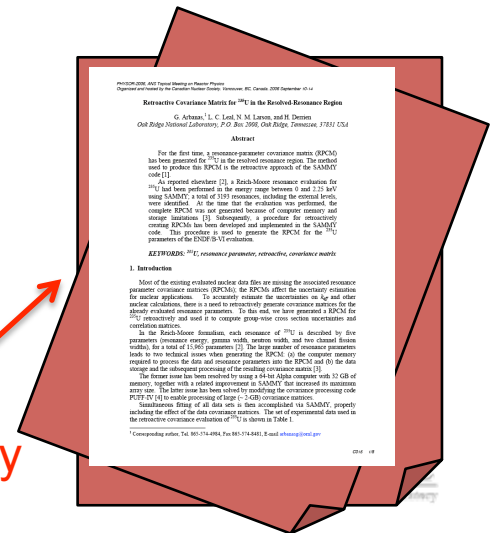 PHYSOR-2006, ANS Topical Meeting on Reactor Physics
Organized and hosted by the Canadian Nuclear Society. Vancouver, BC, Canada. 2006 September 10-14
Retroactive Covariance Matrix for 235U in the Resolved-Resonance Region
G. Arbanas,1 L. C. Leal, N. M. Larson, and H. Derrien
Oak Ridge National Laboratory, P.O. Box 2008, Oak Ridge, Tennessee, 37831 USA
Abstract
For the first time, a resonance-parameter covariance matrix (RPCM)
has been generated for 235U in the resolved resonance region. The method
used to produce this RPCM is the retroactive approach of the SAMMY
code [1].
As reported elsewhere [2], a Reich-Moore resonance evaluation for
235U had been performed in the energy range between 0 and 2.25 keV
using SAMMY; a total of 3193 resonances, including the external levels,
were identified. At the time that the evaluation was performed, the
complete RPCM was not generated because of computer memory and
storage limitations [3]. Subsequently, a procedure for retroactively
creating RPCMs has been developed and implemented in the SAMMY
code. This procedure is used to generate the RPCM for the 235U
parameters of the ENDF/B-VI evaluation.
KEYWORDS: 235U, resonance parameter, retroactive, covariance matrix
1. Introduction
Most of the existing evaluated nuclear data files are missing the associated resonance
parameter covariance matrices (RPCMs); the RPCMs affect the uncertainty estimation
for nuclear applications. To accurately estimate the uncertainties on keff and other
nuclear calculations, there is a need to retroactively generate covariance matrices for the
already evaluated resonance parameters. To this end, we have generated a RPCM for
235U retroactively and used it to compute group-wise cross section uncertainties and
correlation matrices.
In the Reich-Moore formalism, each resonance of 235U is described by five
parameters (resonance energy, gamma width, neutron width, and two channel fission
widths), for a total of 15,965 parameters [2]. The large number of resonance parameters
leads to two technical issues when generating the RPCM: (a) the computer memory
required to process the data and resonance parameters into the RPCM and (b) the data
storage and the subsequent processing of the resulting covariance matrix [3].
The former issue has been resolved by using a 64-bit Alpha computer with 32 GB of
memory, together with a related improvement in SAMMY that increased its maximum
array size. The latter issue has been solved by modifying the covariance processing code
PUFF-IV [4] to enable processing of large (~ 2-GB) covariance matrices.
Simultaneous fitting of all data sets is then accomplished via SAMMY, properly
including the effect of the data covariance matrices. The set of experimental data used in
the retroactive covariance evaluation of 235U is shown in Table 1.
1 Corresponding author, Tel. 865-574-4984, Fax 865-574-8481, E-mail arbanasg@ornl.gov
y